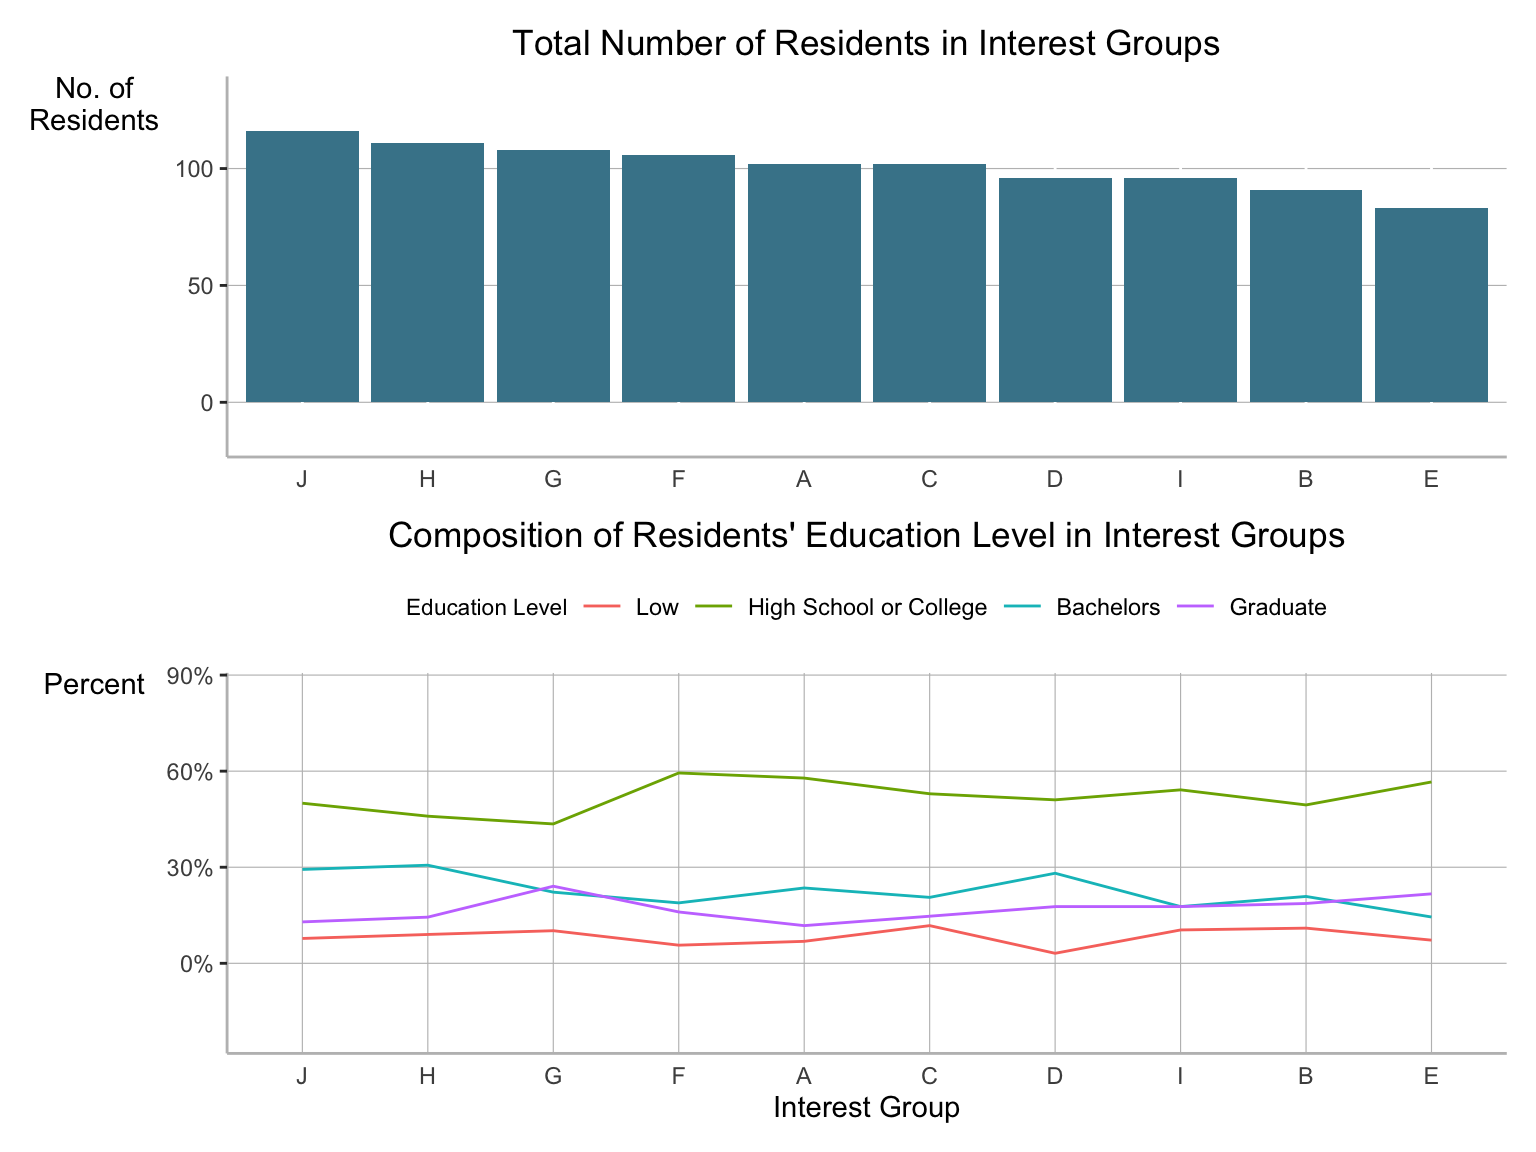 Total Number of Residents in Interest Groups
No. of
Residents
100
50
0
J H G F A C D I B E
Composition of Residents' Education Level in Interest Groups
Education Level Low High School or College Bachelors Graduate
Percent
90%
60%
30%
0%
J H G F A C D I B E
Interest Group